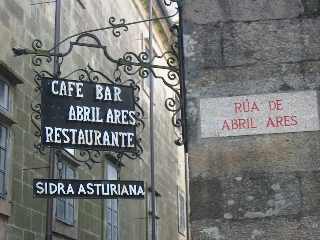 CAFE BAR
ABRIL ARES
RESTAURANTE
SIDRA ASTURIANA
RÚA DE
ABRIL ARES